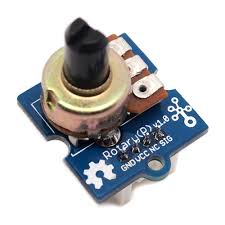 Rotary(P) v1.0
GND VCC NC SIG